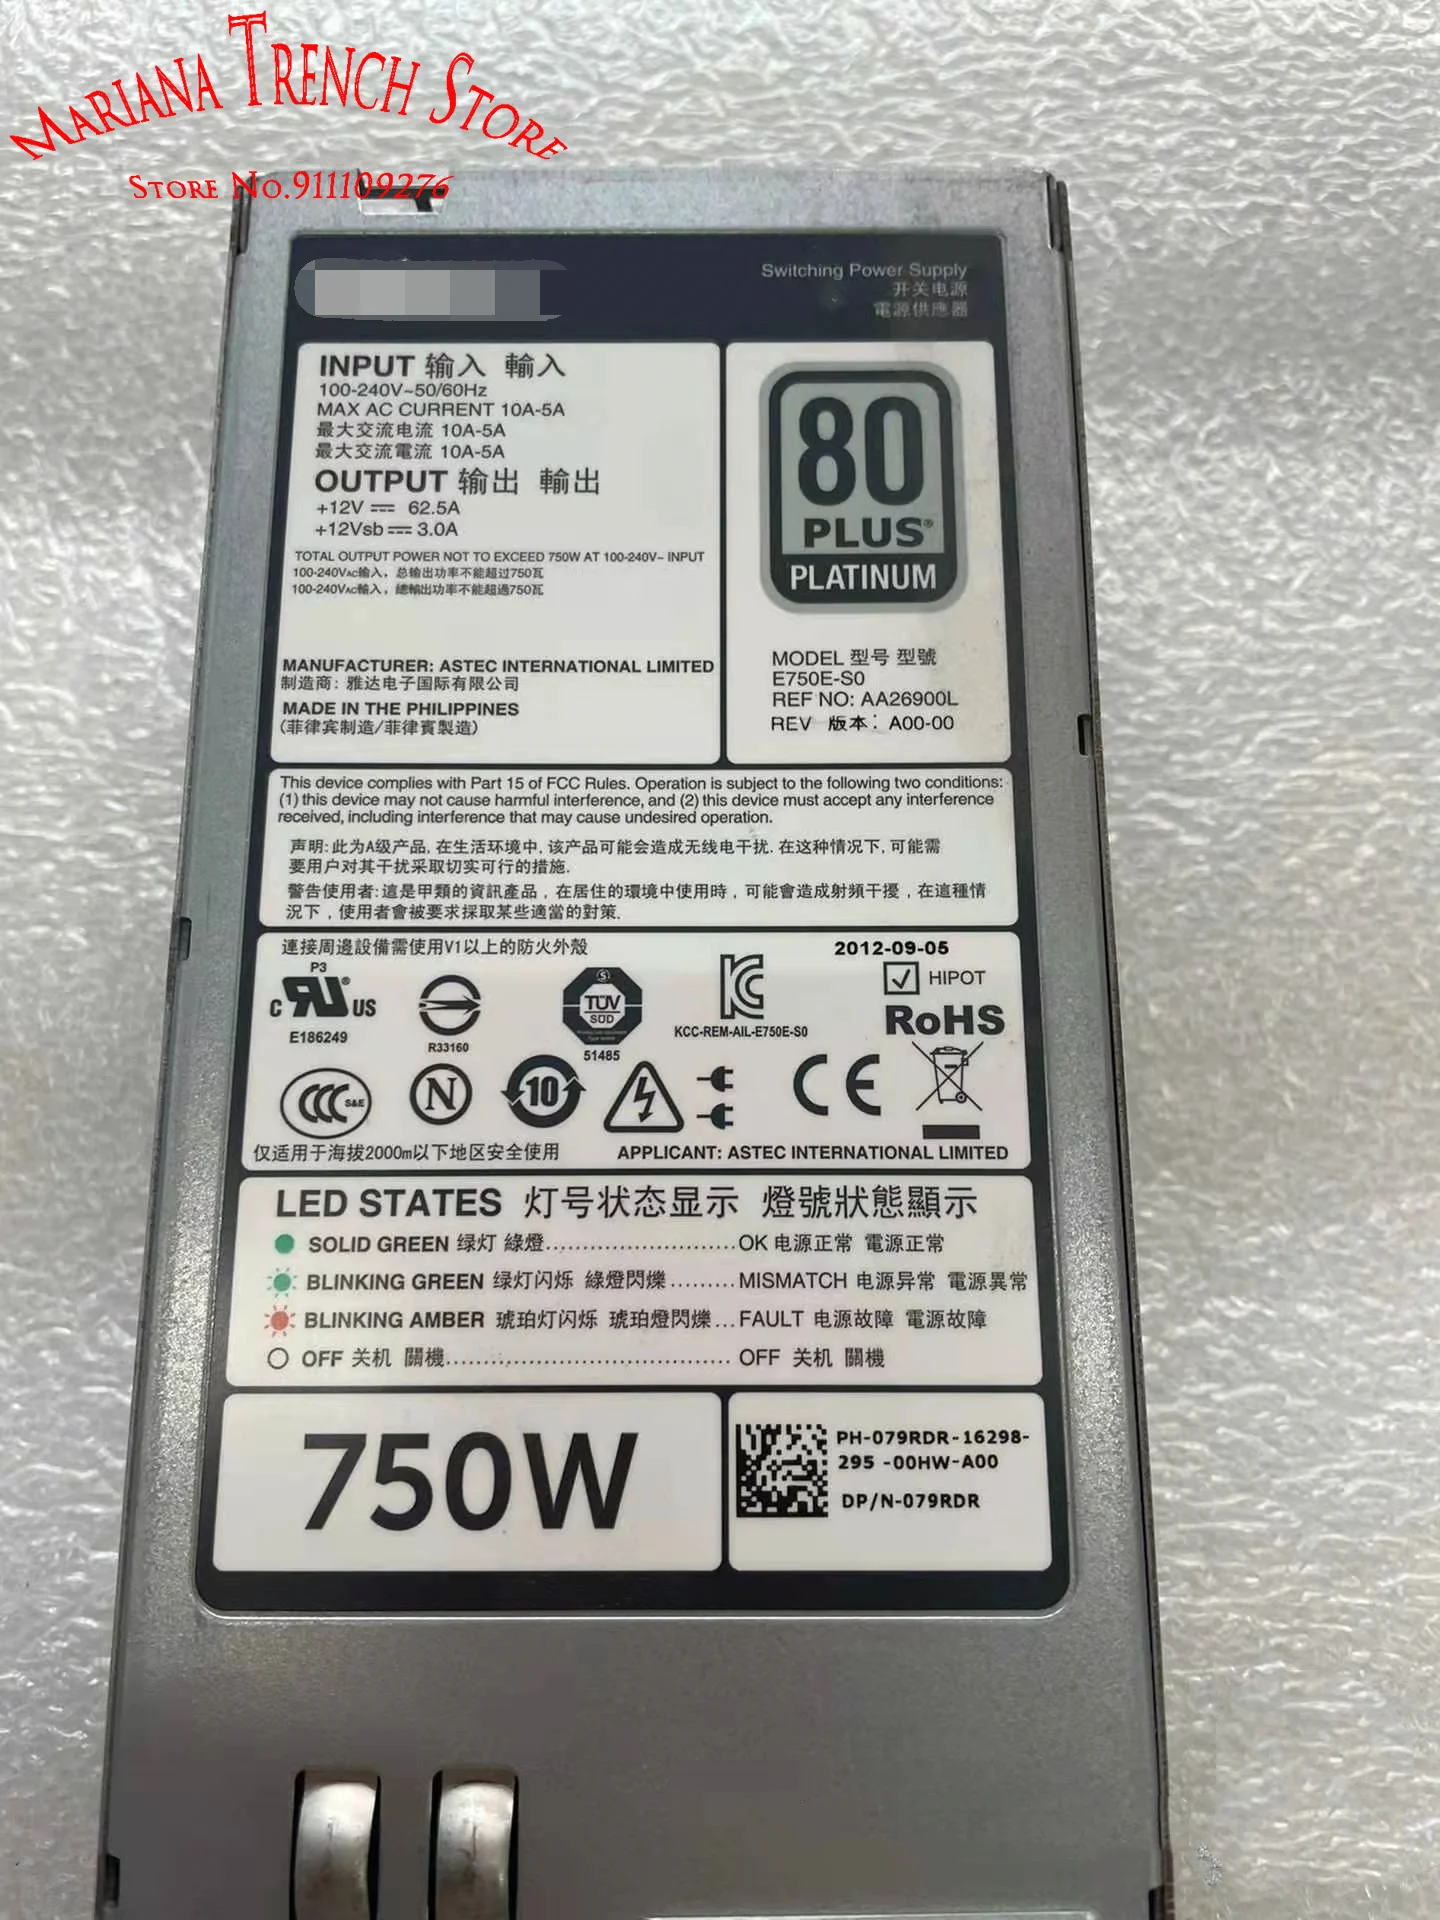 MARIANA TRENCH STORE
STORE NO.911109276
Switching Power Supply
开关电源
電源供應器
INPUT 输入 輸入
100-240V~50/60Hz
MAX AC CURRENT 10A-5A
最大交流电流 10A-5A
最大交流電流 10A-5A
OUTPUT 输出 輸出
+12V ⎓ 62.5A
+12Vsb ⎓ 3.0A
TOTAL OUTPUT POWER NOT TO EXCEED 750W AT 100-240V~ INPUT
100-240VAC输入，总输出功率不能超过750瓦
100-240VAC輸入，總輸出功率不能超過750瓦
MANUFACTURER: ASTEC INTERNATIONAL LIMITED
制造商: 雅达电子国际有限公司
MADE IN THE PHILIPPINES
(菲律宾制造/菲律賓製造)
80
PLUS®
PLATINUM
MODEL 型号 型號
E750E-S0
REF NO: AA26900L
REV 版本: A00-00
This device complies with Part 15 of FCC Rules. Operation is subject to the following two conditions:
(1) this device may not cause harmful interference, and (2) this device must accept any interference
received, including interference that may cause undesired operation.
声明:此为A级产品, 在生活环境中, 该产品可能会造成无线电干扰. 在这种情况下, 可能需
要用户对其干扰采取切实可行的措施.
警告使用者:這是甲類的資訊產品，在居住的環境中使用時，可能會造成射頻干擾，在這種情
況下，使用者會被要求採取某些適當的對策.
連接周邊設備需使用V1以上的防火外殼
2012-09-05
HIPOT
P3
C RU® US
E186249
R33160
S
TÜV
SÜD
51485
KC
KCC-REM-AIL-E750E-S0
RoHS
CCC S&E
N
10
CE
仅适用于海拔2000m以下地区安全使用
APPLICANT: ASTEC INTERNATIONAL LIMITED
LED STATES 灯号状态显示 燈號狀態顯示
SOLID GREEN 绿灯 綠燈..........................OK 电源正常 電源正常
BLINKING GREEN 绿灯闪烁 綠燈閃爍.........MISMATCH 电源异常 電源異常
BLINKING AMBER 琥珀灯闪烁 琥珀燈閃爍...FAULT 电源故障 電源故障
OFF 关机 關機....................................OFF 关机 關機
750W
PH-079RDR-16298-
295 -00HW-A00
DP/N-079RDR